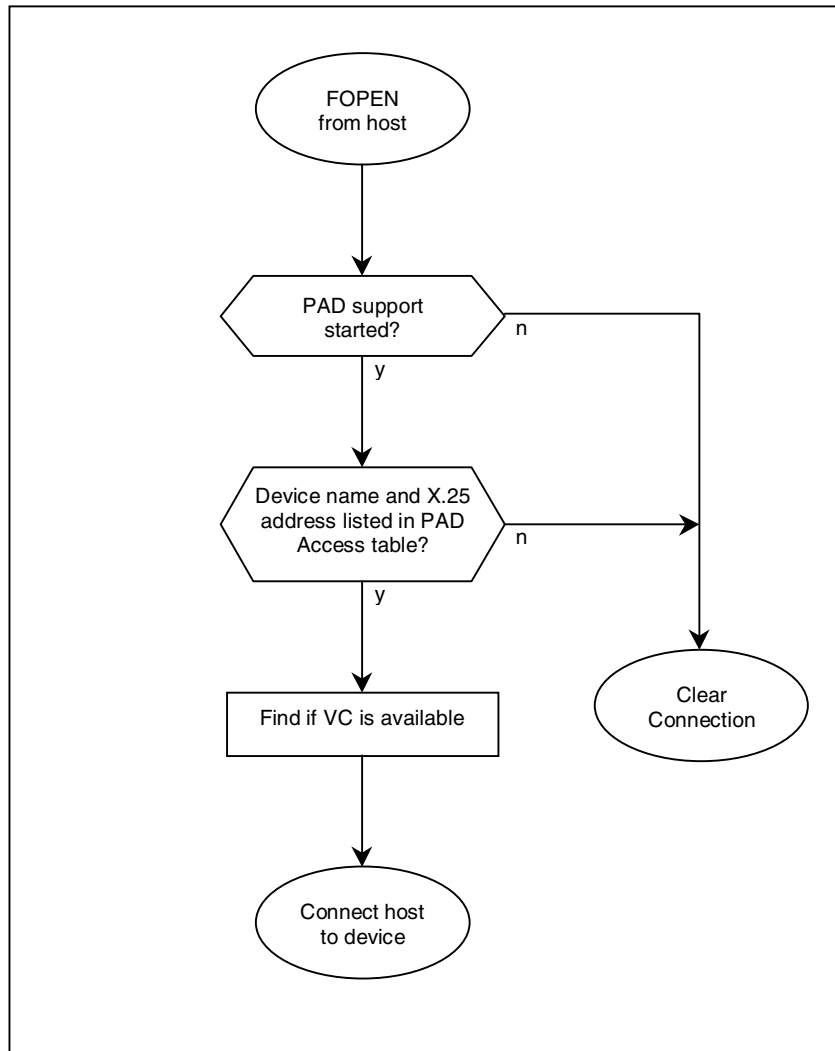 FOPEN
from host
PAD support
started?
n
y
Device name and X.25
address listed in PAD
Access table?
n
y
Find if VC is available
Clear
Connection
Connect host
to device